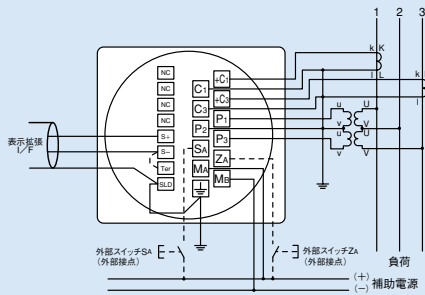 1 2 3
k K
l L
k
l
u U
v V
u U
v V
NC
NC
NC
NC
S+
S−
Ter
SLD
C1
C3
P2
SA
MA
+C1
+C3
P1
P3
ZA
MB
表示拡張
I/F
外部スイッチSA
(外部接点)
外部スイッチZA
(外部接点)
負荷
(+)
(−)
補助電源